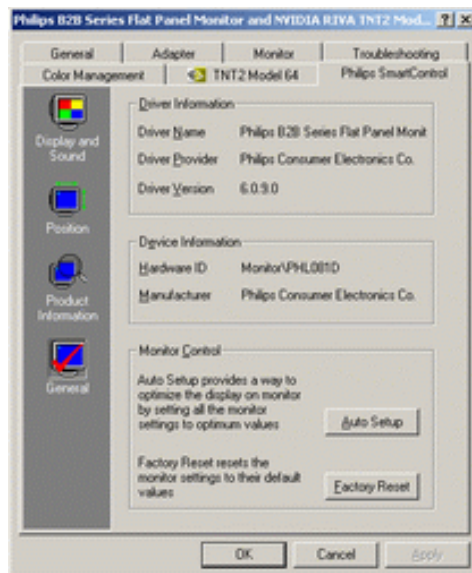 Philips B2B Series Flat Panel Monitor and NVIDIA RIVA TNT2 Mod...
General
Adapter
Monitor
Troubleshooting
Color Management
TNT2 Model 64
Philips SmartControl
Display and
Sound
Position
Product
Information
General
Driver Information
Driver Name
Philips B2B Series Flat Panel Monit
Driver Provider
Philips Consumer Electronics Co.
Driver Version
6.0.9.0
Device Information
Hardware ID
Monitor\PHL081D
Manufacturer
Philips Consumer Electronics Co.
Monitor Control
Auto Setup provides a way to
optimize the display on monitor
by setting all the monitor
settings to optimum values
Auto Setup
Factory Reset resets the
monitor settings to their default
values
Factory Reset
OK
Cancel
Apply